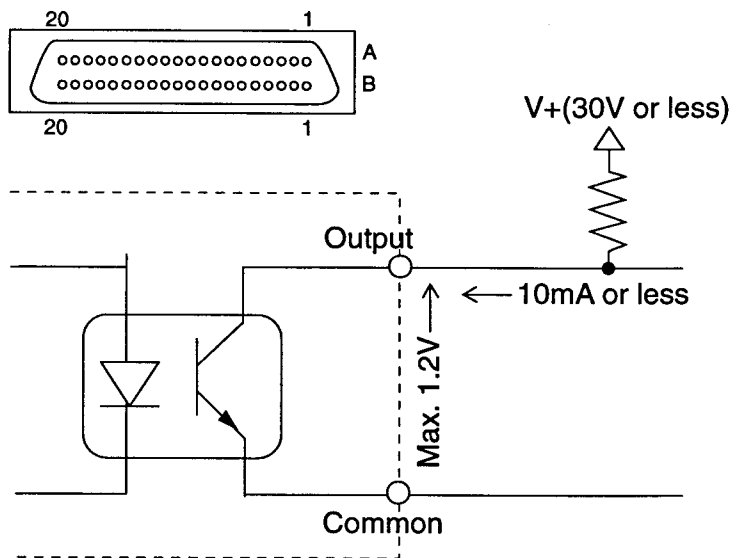 20 1
A
B
20 1
V+(30V or less)
Output
10mA or less
Max. 1.2V
Common